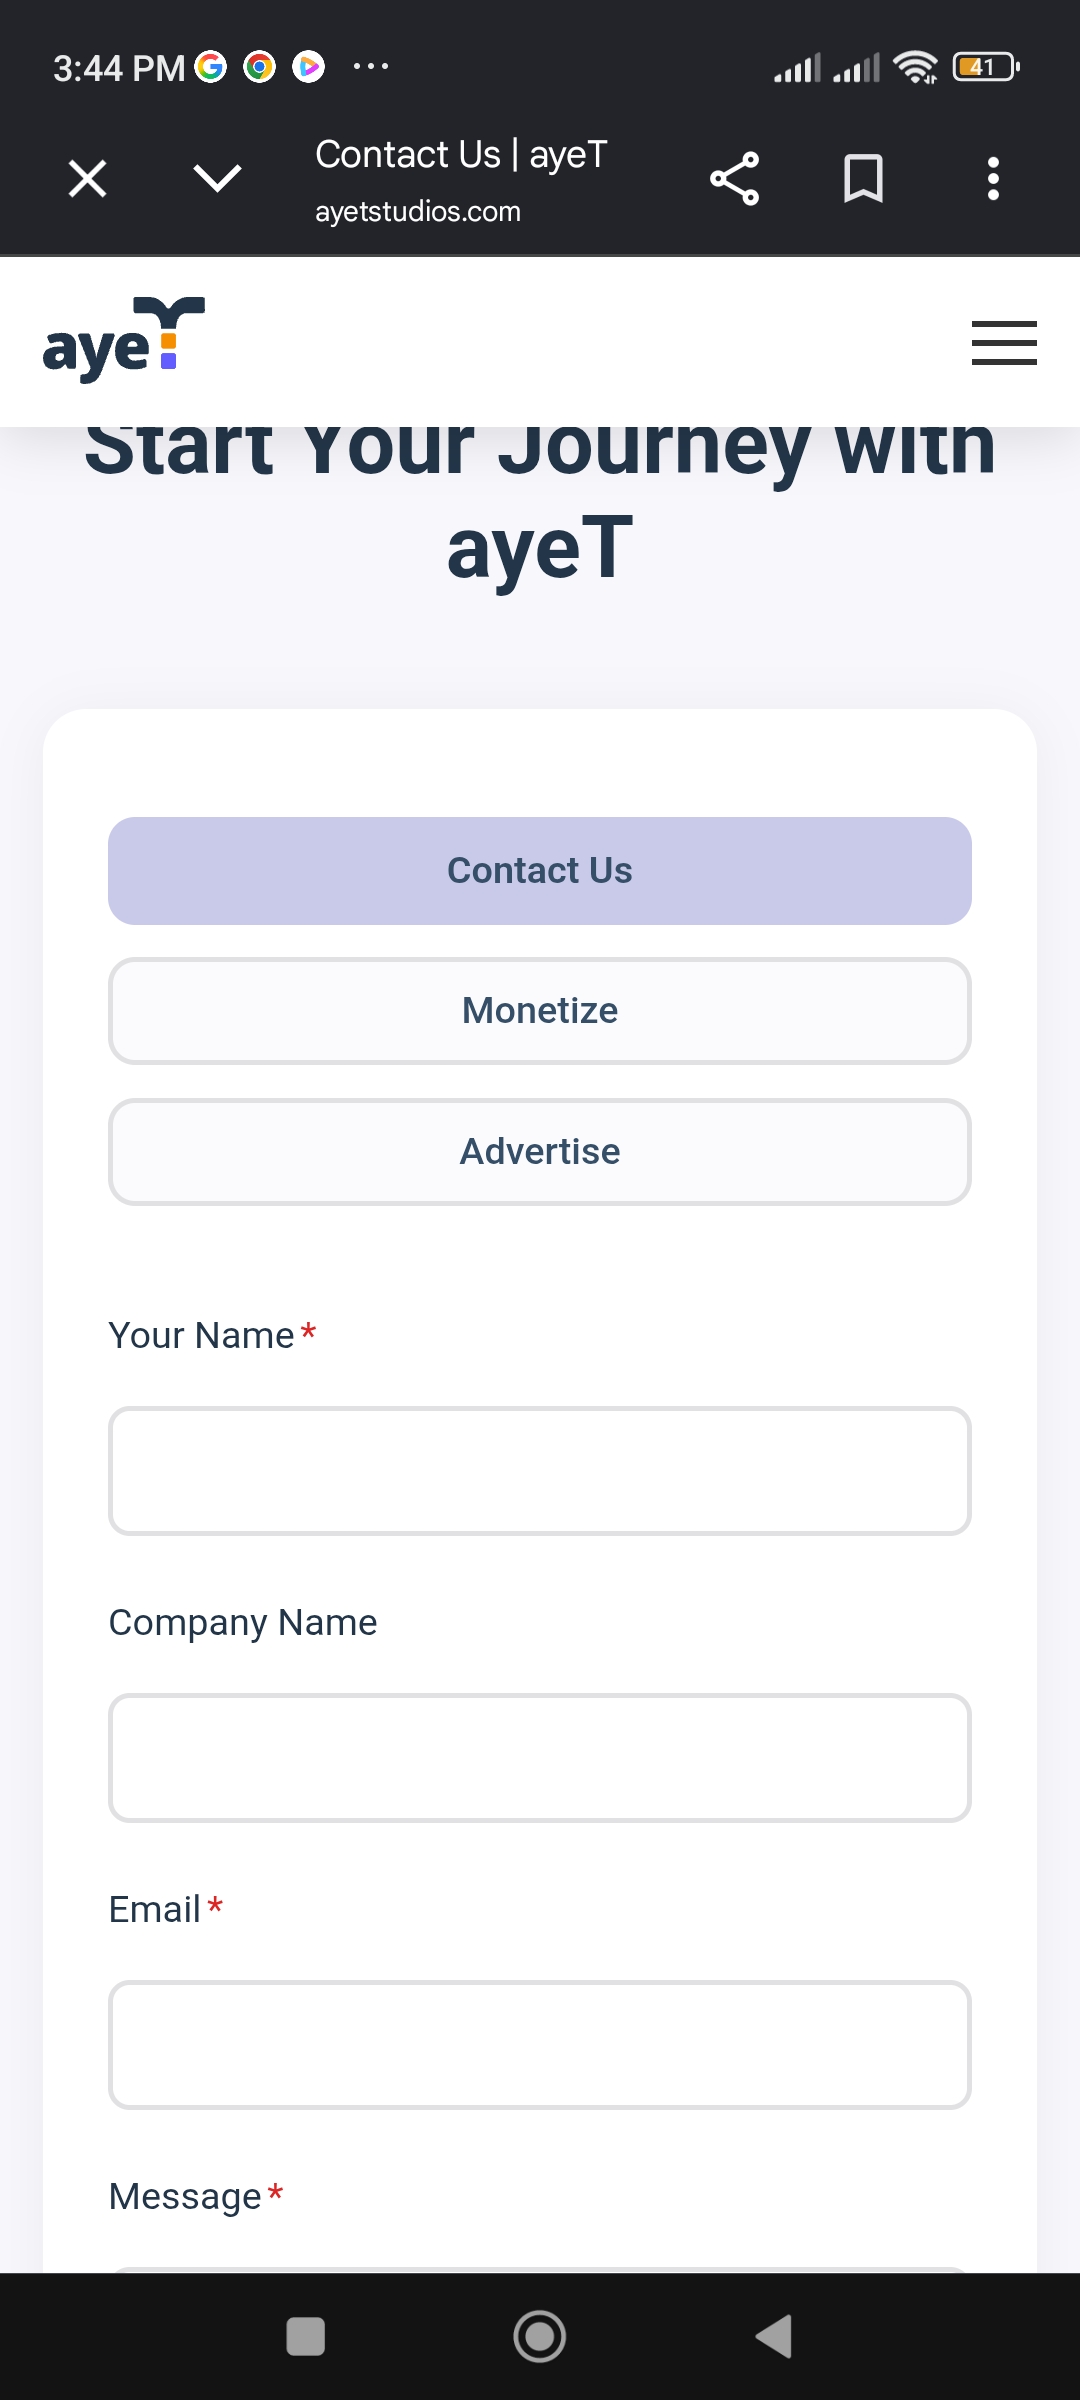 3:44 PM
41
Contact Us | ayeT
ayetstudios.com
ayeT
Start Your Journey with
ayeT
Contact Us
Monetize
Advertise
Your Name *
Company Name
Email *
Message *